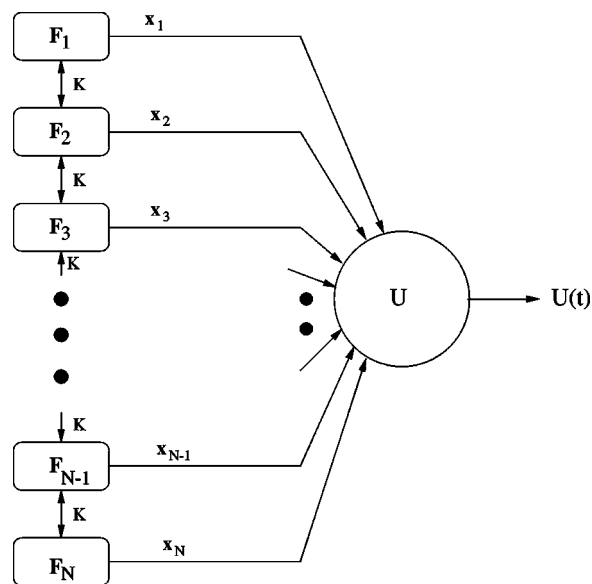 F1 x1
K
F2 x2
K
F3 x3
K
U U(t)
K
FN-1 xN-1
K
FN xN